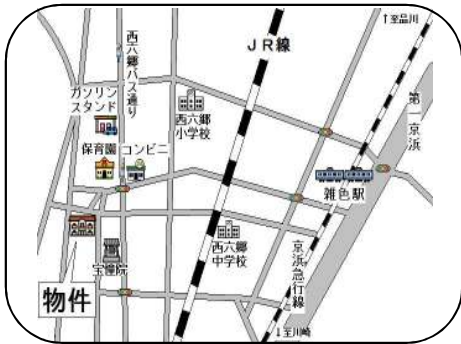 ↑至品川
西六郷バス通り
JR線
ガソリン
スタンド
西六郷
小学校
第一京浜
保育園
コンビニ
雑色駅
西六郷
中学校
宝幢院
京浜急行線
物件
↓至川崎